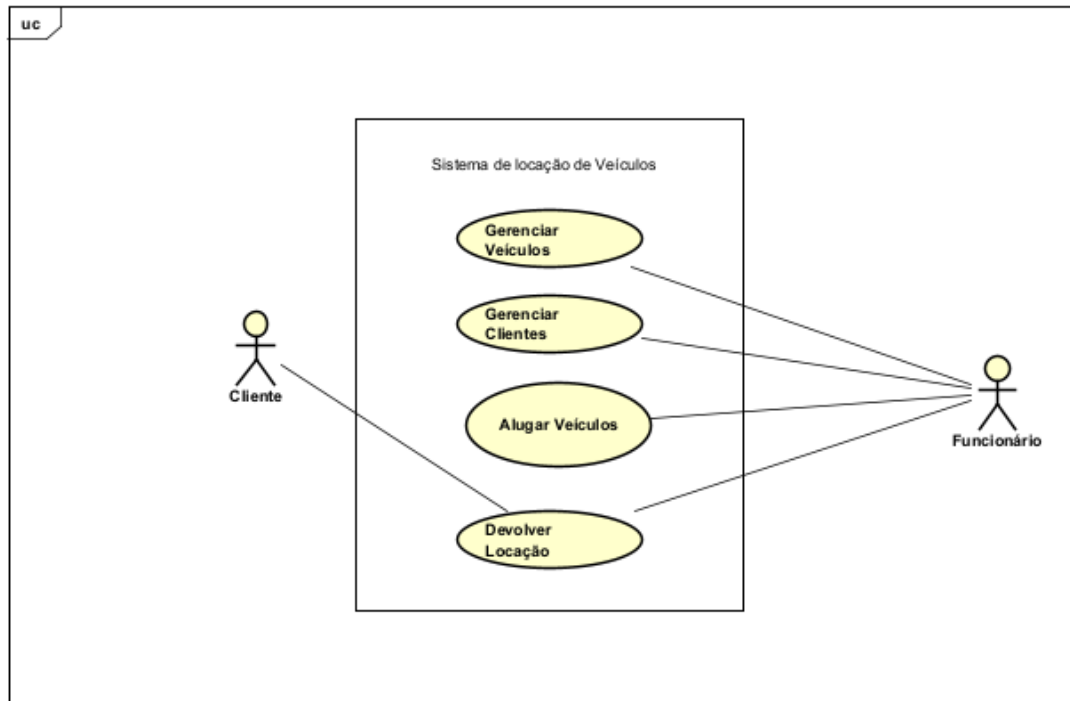 uc
Sistema de locação de Veículos
Gerenciar
Veículos
Gerenciar
Clientes
Cliente
Alugar Veículos
Funcionário
Devolver
Locação